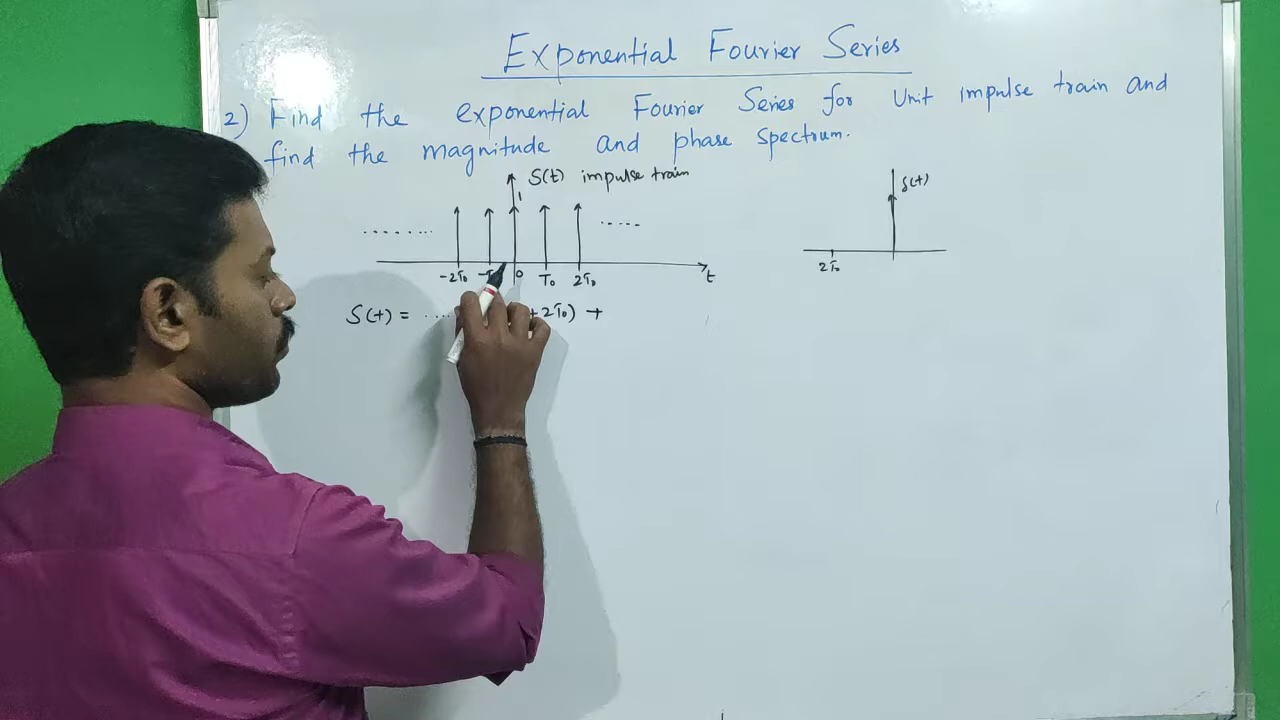 Exponential Fourier Series
2) Find the exponential Fourier Series for Unit impulse train and
find the magnitude and phase spectrum.
S(t) impulse train
1
........ .....
-2T₀ 0 T₀ 2T₀ t
δ(t)
2T₀
S(t) = .... +2T₀) +